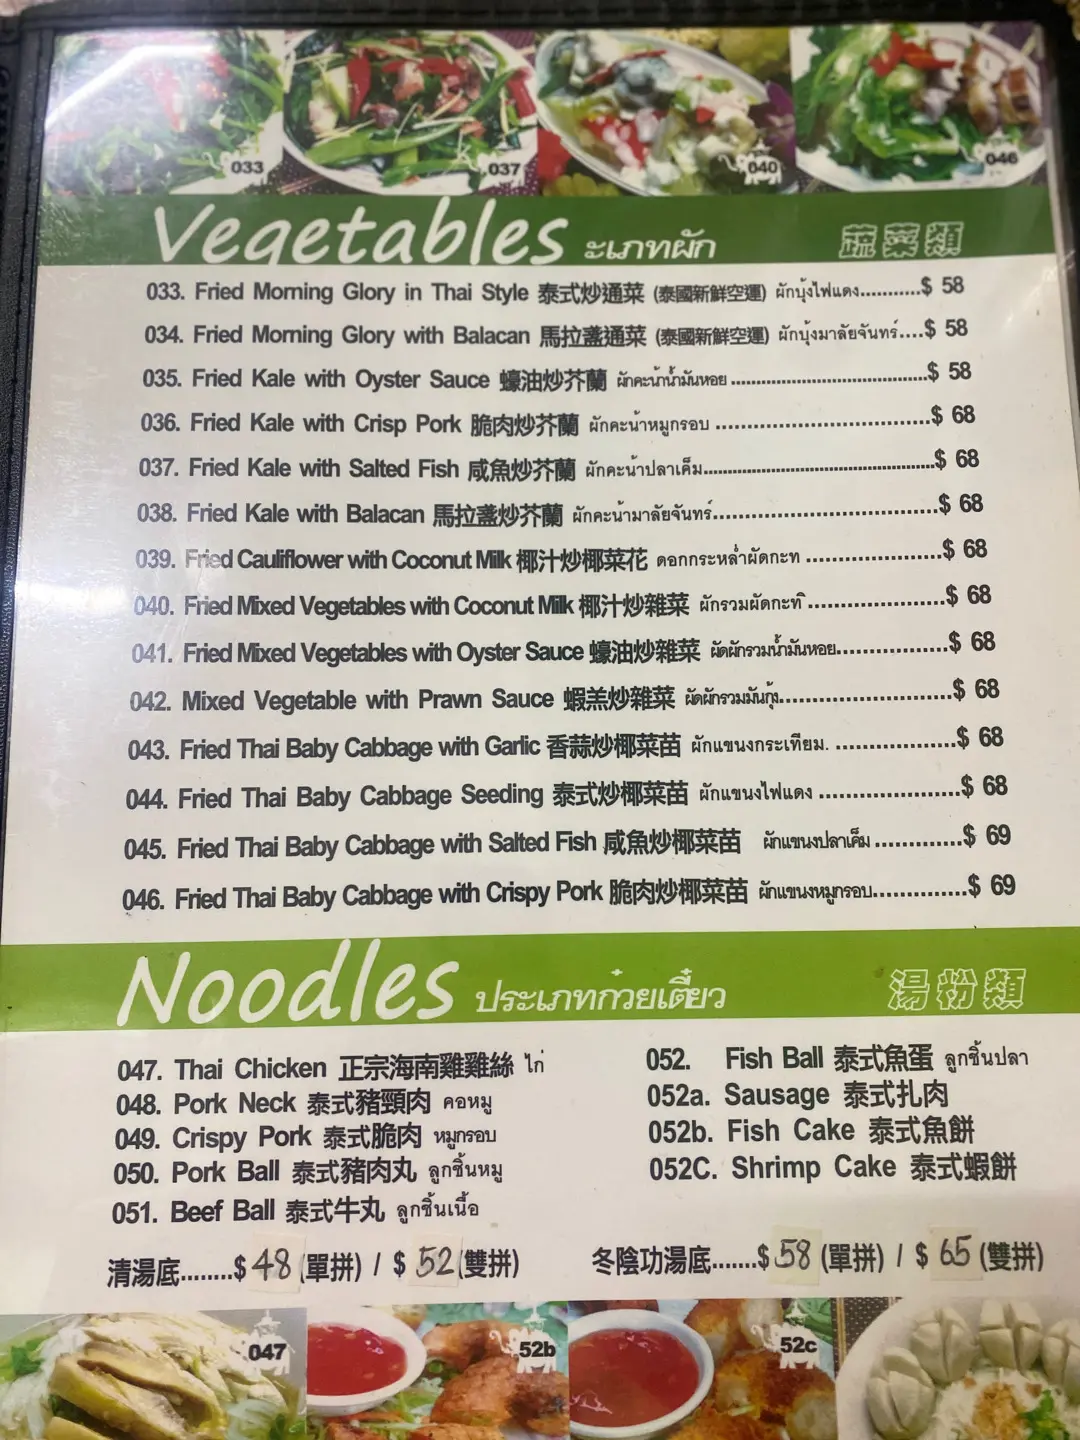 033
037
040
046
Vegetables ะเภทผัก 蔬菜類
033. Fried Morning Glory in Thai Style 泰式炒通菜 (泰國新鮮空運) ผักบุ้งไฟแดง...........$ 58
034. Fried Morning Glory with Balacan 馬拉盞通菜 (泰國新鮮空運) ผักบุ้งมาลัยจันทร์....$ 58
035. Fried Kale with Oyster Sauce 蠔油炒芥蘭 ผักคะน้าน้ำมันหอย ........................................$ 58
036. Fried Kale with Crisp Pork 脆肉炒芥蘭 ผักคะน้าหมูกรอบ ................................$ 68
037. Fried Kale with Salted Fish 咸魚炒芥蘭 ผักคะน้าปลาเค็ม................................................$ 68
038. Fried Kale with Balacan 馬拉盞炒芥蘭 ผักคะน้ามาลัยจันทร์.................................$ 68
039. Fried Cauliflower with Coconut Milk 椰汁炒椰菜花 ดอกกระหล่ำผัดกะท ....................$ 68
040. Fried Mixed Vegetables with Coconut Milk 椰汁炒雜菜 ผักรวมผัดกะทิ ....................$ 68
041. Fried Mixed Vegetables with Oyster Sauce 蠔油炒雜菜 ผัดผักรวมน้ำมันหอย................$ 68
042. Mixed Vegetable with Prawn Sauce 蝦羔炒雜菜 ผัดผักรวมมันกุ้ง.........................$ 68
043. Fried Thai Baby Cabbage with Garlic 香蒜炒椰菜苗 ผักแขนงกระเทียม. .................$ 68
044. Fried Thai Baby Cabbage Seeding 泰式炒椰菜苗 ผักแขนงไฟแดง ....................$ 68
045. Fried Thai Baby Cabbage with Salted Fish 咸魚炒椰菜苗 ผักแขนงปลาเค็ม .............$ 69
046. Fried Thai Baby Cabbage with Crispy Pork 脆肉炒椰菜苗 ผักแขนงหมูกรอบ..............$ 69
Noodles ประเภทก๋วยเตี๋ยว 湯粉類
047. Thai Chicken 正宗海南雞雞絲 ไก่
048. Pork Neck 泰式豬頸肉 คอหมู
049. Crispy Pork 泰式脆肉 หมูกรอบ
050. Pork Ball 泰式豬肉丸 ลูกชิ้นหมู
051. Beef Ball 泰式牛丸 ลูกชิ้นเนื้อ
052. Fish Ball 泰式魚蛋 ลูกชิ้นปลา
052a. Sausage 泰式扎肉
052b. Fish Cake 泰式魚餅
052C. Shrimp Cake 泰式蝦餅
清湯底........$ 48 (單拼) / $ 52 (雙拼)
冬陰功湯底.......$ 58 (單拼) / $ 65 (雙拼)
047
52b
52c